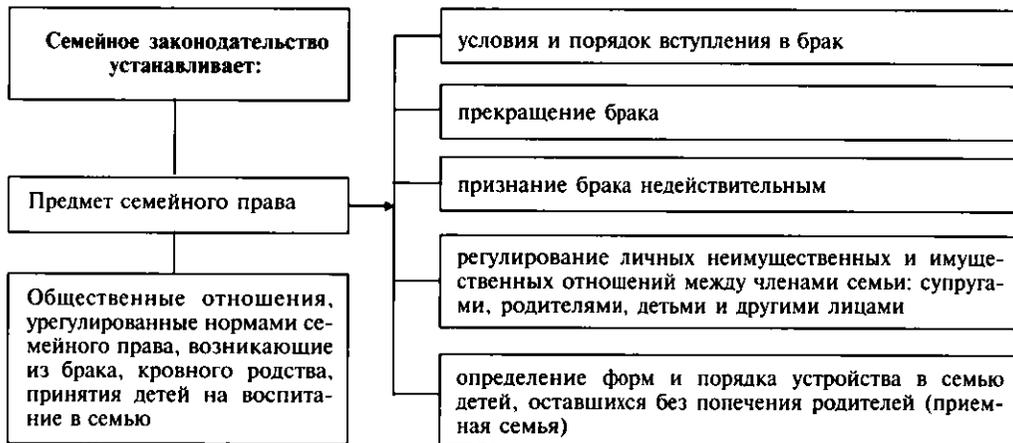 Семейное законодательство
устанавливает:
Предмет семейного права
Общественные отношения,
урегулированные нормами се-
мейного права, возникающие
из брака, кровного родства,
принятия детей на воспита-
ние в семью
условия и порядок вступления в брак
прекращение брака
признание брака недействительным
регулирование личных неимущественных и имуще-
ственных отношений между членами семьи: супруга-
ми, родителями, детьми и другими лицами
определение форм и порядка устройства в семью
детей, оставшихся без попечения родителей (прием-
ная семья)